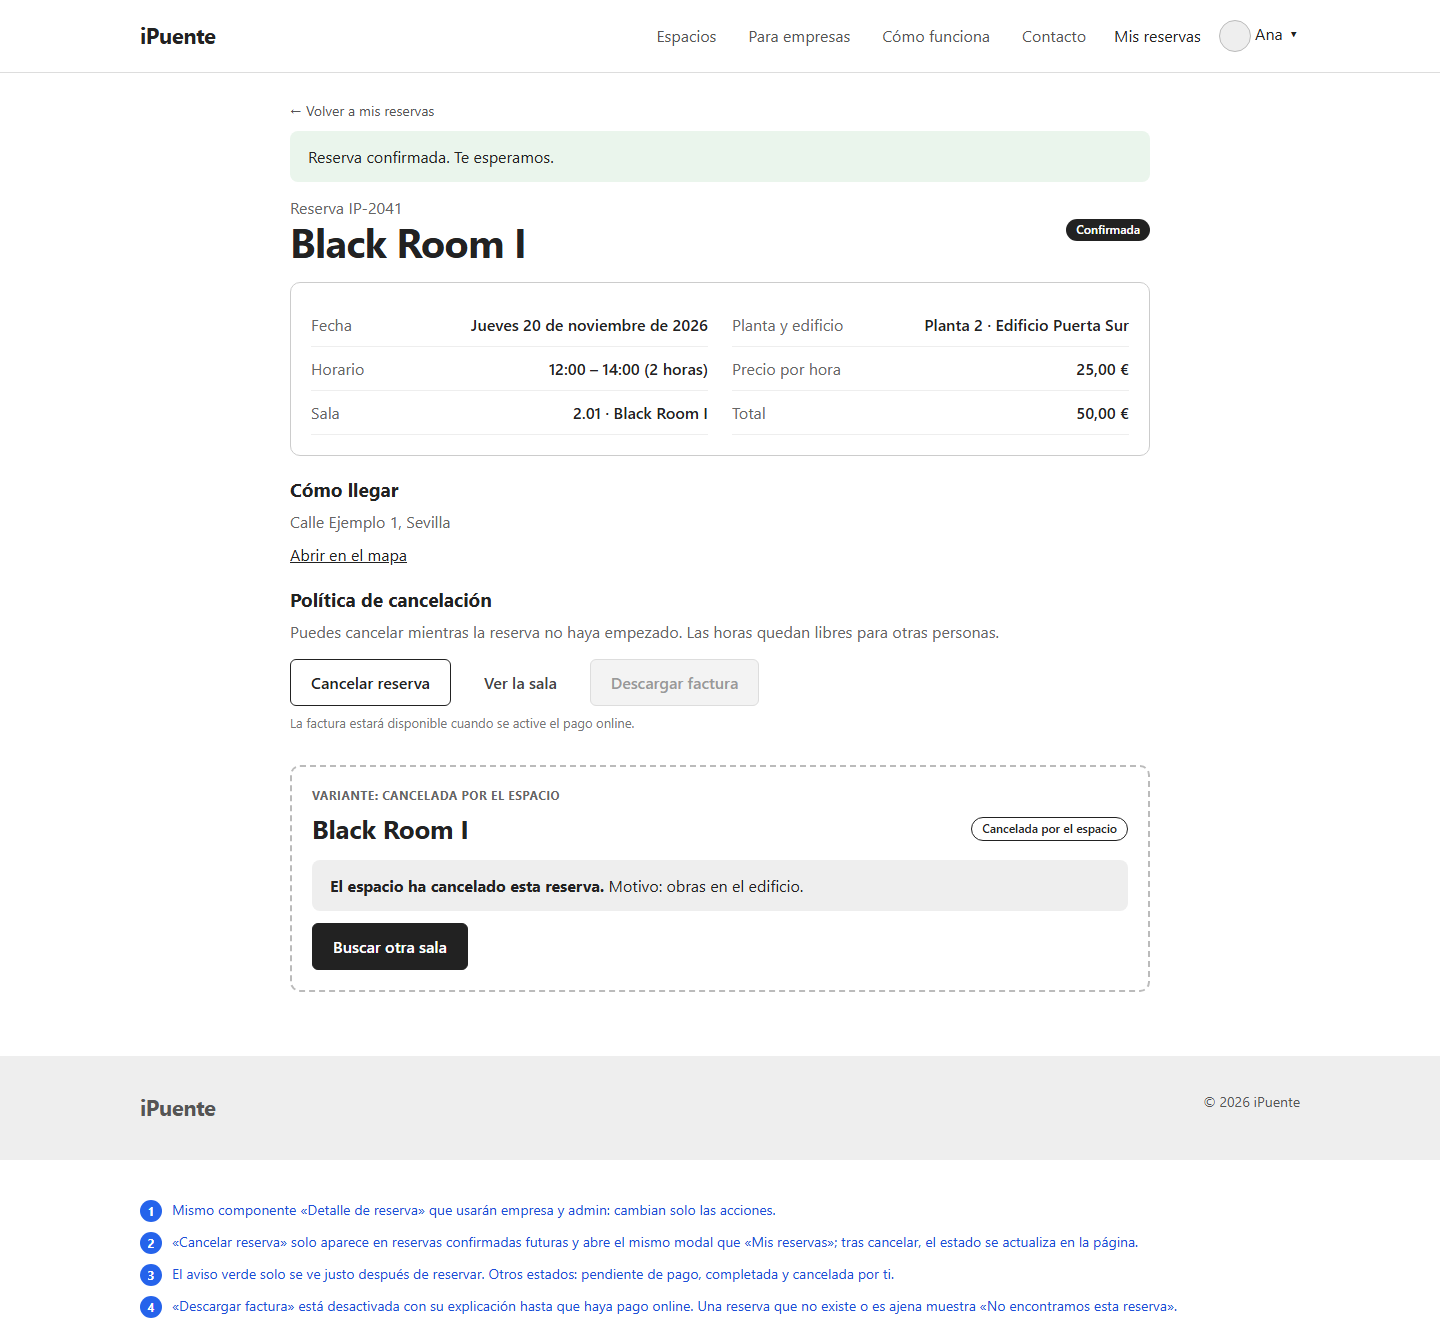 iPuente
Espacios
Para empresas
Cómo funciona
Contacto
Mis reservas
Ana ▼
← Volver a mis reservas
Reserva confirmada. Te esperamos.
Reserva IP-2041
Black Room I
Confirmada
Fecha Jueves 20 de noviembre de 2026
Planta y edificio Planta 2 · Edificio Puerta Sur
Horario 12:00 – 14:00 (2 horas)
Precio por hora 25,00 €
Sala 2.01 · Black Room I
Total 50,00 €
Cómo llegar
Calle Ejemplo 1, Sevilla
Abrir en el mapa
Política de cancelación
Puedes cancelar mientras la reserva no haya empezado. Las horas quedan libres para otras personas.
Cancelar reserva
Ver la sala
Descargar factura
La factura estará disponible cuando se active el pago online.
VARIANTE: CANCELADA POR EL ESPACIO
Black Room I
Cancelada por el espacio
El espacio ha cancelado esta reserva. Motivo: obras en el edificio.
Buscar otra sala
iPuente
© 2026 iPuente
1 Mismo componente «Detalle de reserva» que usarán empresa y admin: cambian solo las acciones.
2 «Cancelar reserva» solo aparece en reservas confirmadas futuras y abre el mismo modal que «Mis reservas»; tras cancelar, el estado se actualiza en la página.
3 El aviso verde solo se ve justo después de reservar. Otros estados: pendiente de pago, completada y cancelada por ti.
4 «Descargar factura» está desactivada con su explicación hasta que haya pago online. Una reserva que no existe o es ajena muestra «No encontramos esta reserva».